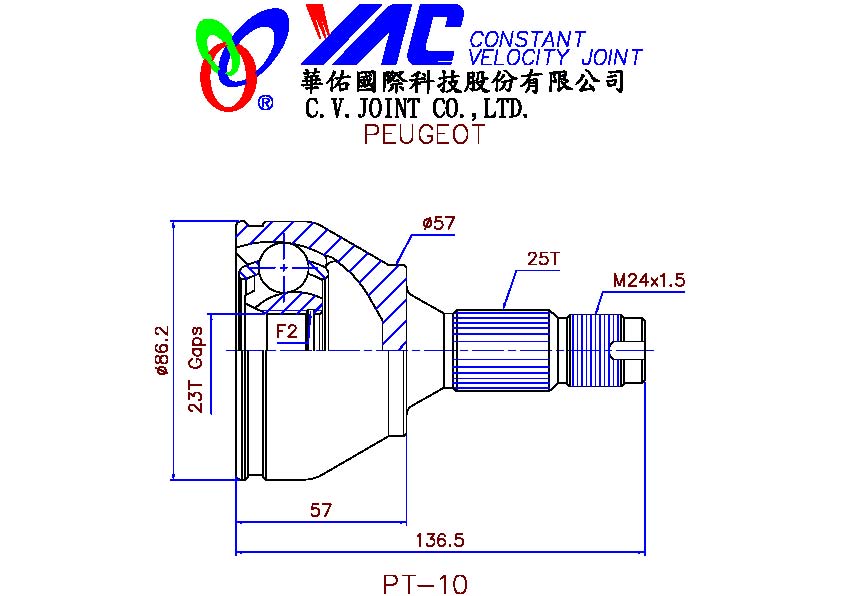 YAC CONSTANT
VELOCITY JOINT
®
華佑國際科技股份有限公司
C.V.JOINT CO.,LTD.
PEUGEOT
ø57
25T
M24x1.5
F2
ø86.2
23T Gaps
57
136.5
PT-10